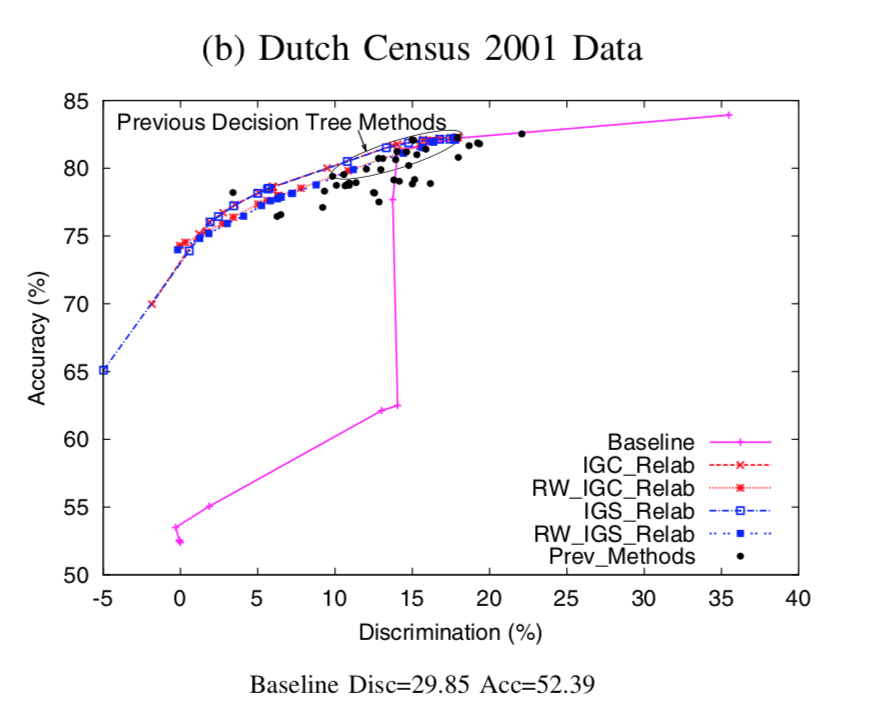 (b) Dutch Census 2001 Data
85
Previous Decision Tree Methods
80
75
70
65
60
55
50
Accuracy (%)
Baseline
IGC_Relab
RW_IGC_Relab
IGS_Relab
RW_IGS_Relab
Prev_Methods
-5 0 5 10 15 20 25 30 35 40
Discrimination (%)
Baseline Disc=29.85 Acc=52.39